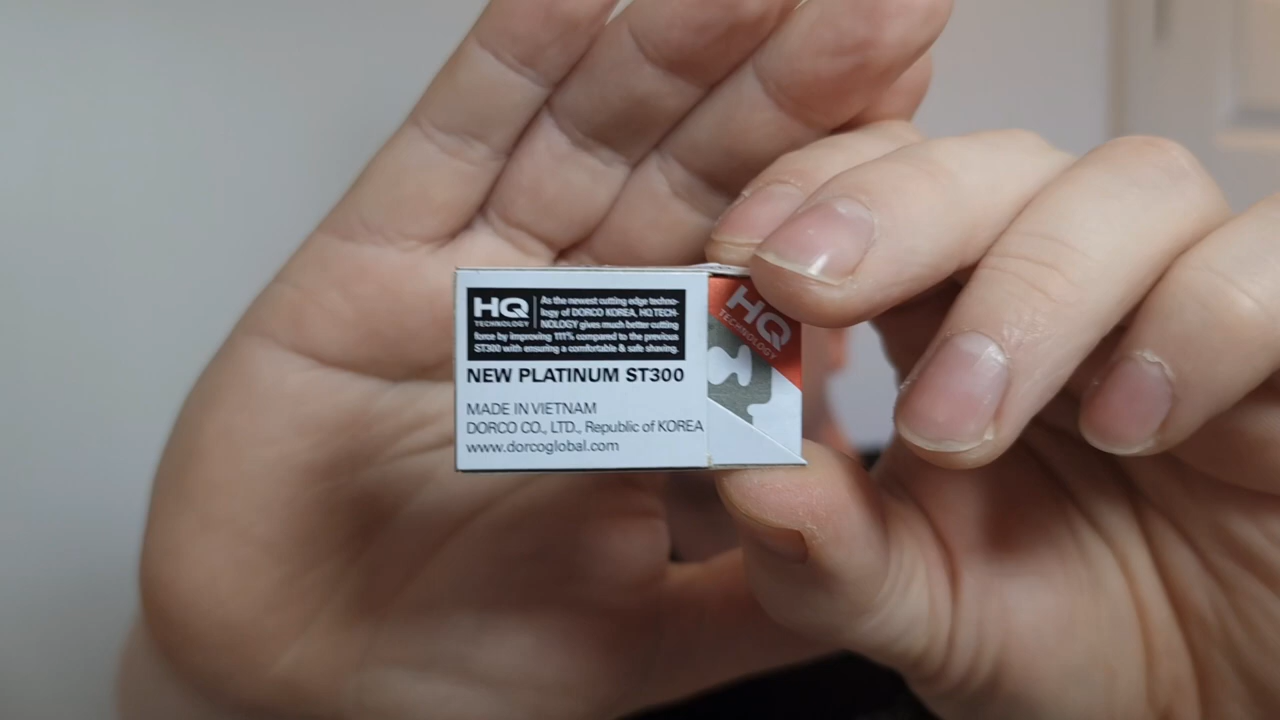 HQ
TECHNOLOGY
As the newest cutting edge techno-
logy of DORCO KOREA, HQ TECH-
NOLOGY gives much better cutting
force by improving 111% compared to the previous
ST300 with ensuring a comfortable & safe shaving.
NEW PLATINUM ST300
MADE IN VIETNAM
DORCO CO., LTD., Republic of KOREA
www.dorcoglobal.com
HQ
TECHNOLOGY